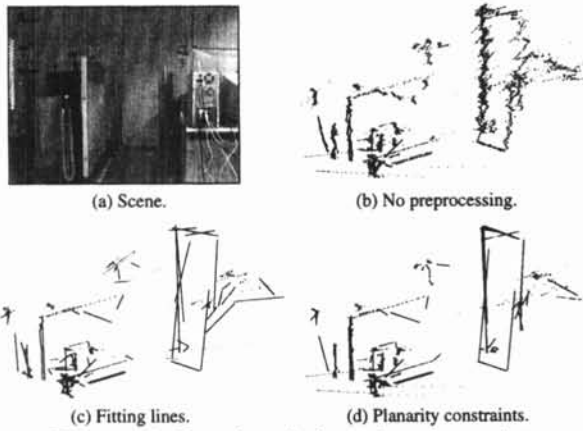 (a) Scene.
(b) No preprocessing.
(c) Fitting lines.
(d) Planarity constraints.